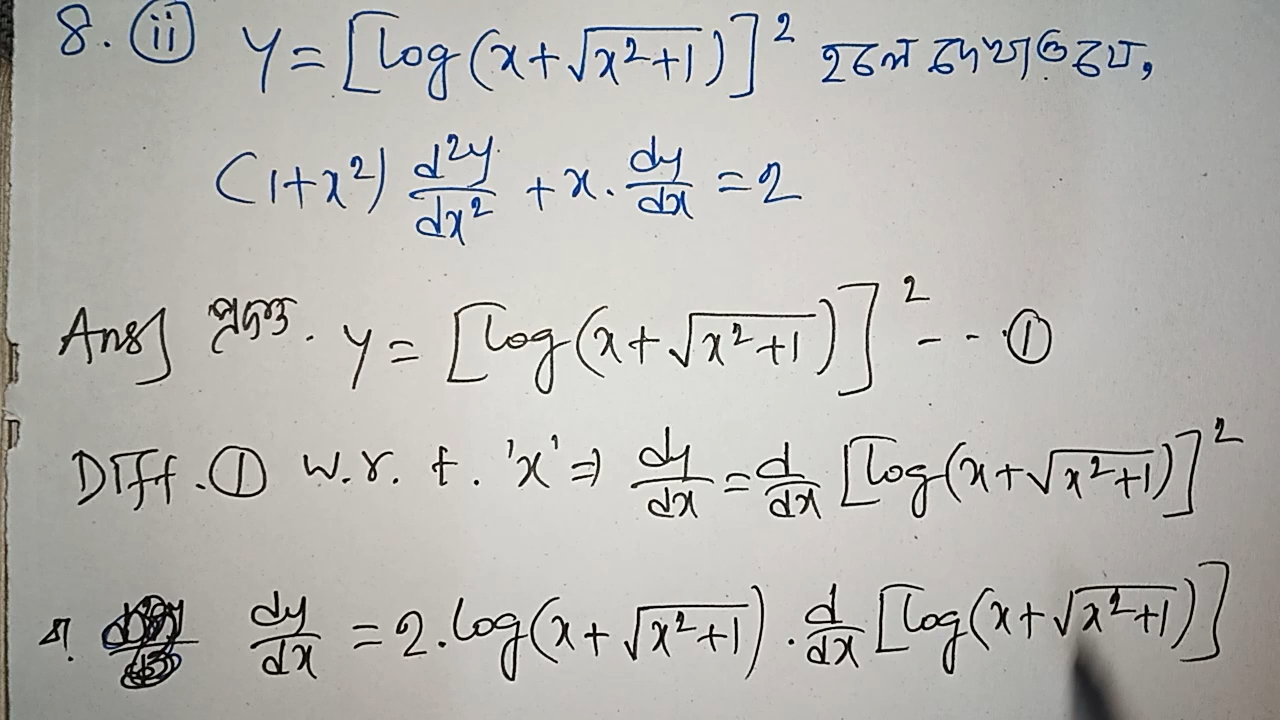 8. (ii) y = [log(x+√(x²+1))]² হলে দেখাও যে,
(1+x²) d²y/dx² + x. dy/dx = 2
Ans] প্রদত্ত. y = [log(x+√(x²+1))]² -- ①
Diff. ① w.r.t. 'x' ⇒ dy/dx = d/dx [log(x+√(x²+1))]²
বা. dy/dx = 2.log(x+√(x²+1)) . d/dx [log(x+√(x²+1))]